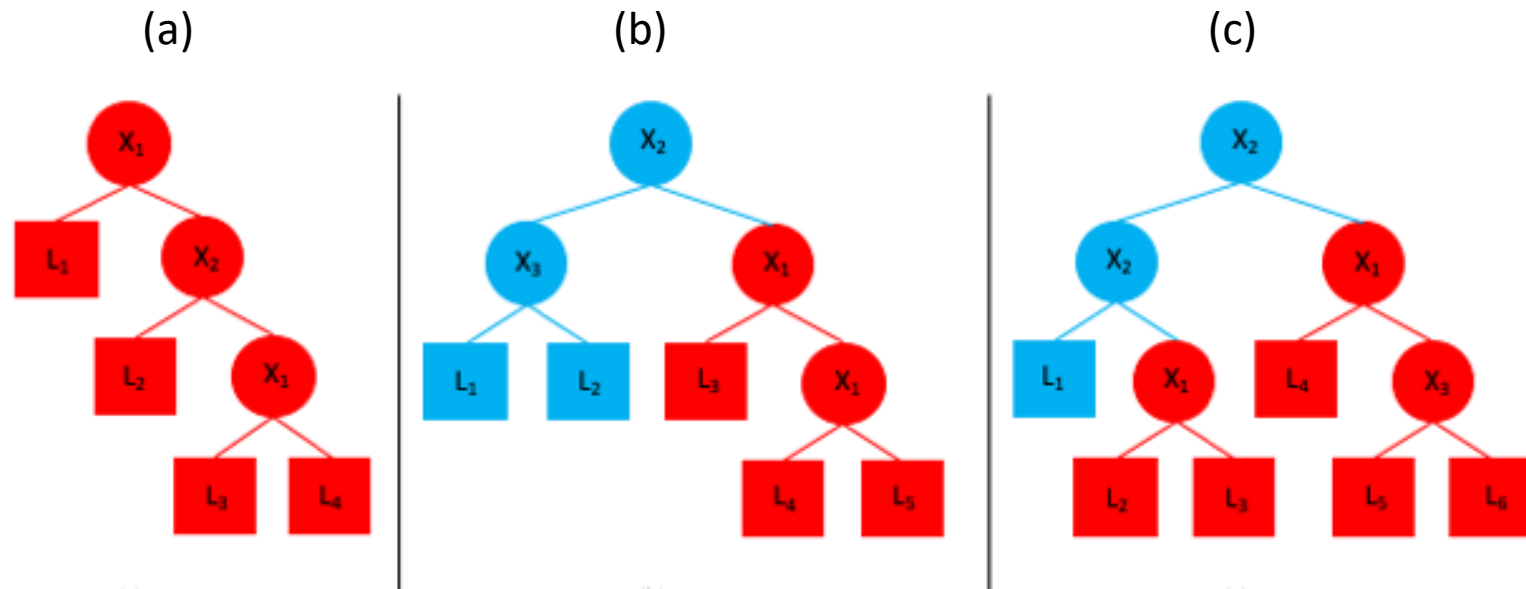 (a) (b) (c)
X₁ X₂ X₂
L₁ X₂ X₃ X₁ X₂ X₁
L₂ X₁ L₁ L₂ L₃ X₁ L₁ X₁ L₄ X₃
L₃ L₄ L₄ L₅ L₂ L₃ L₅ L₆